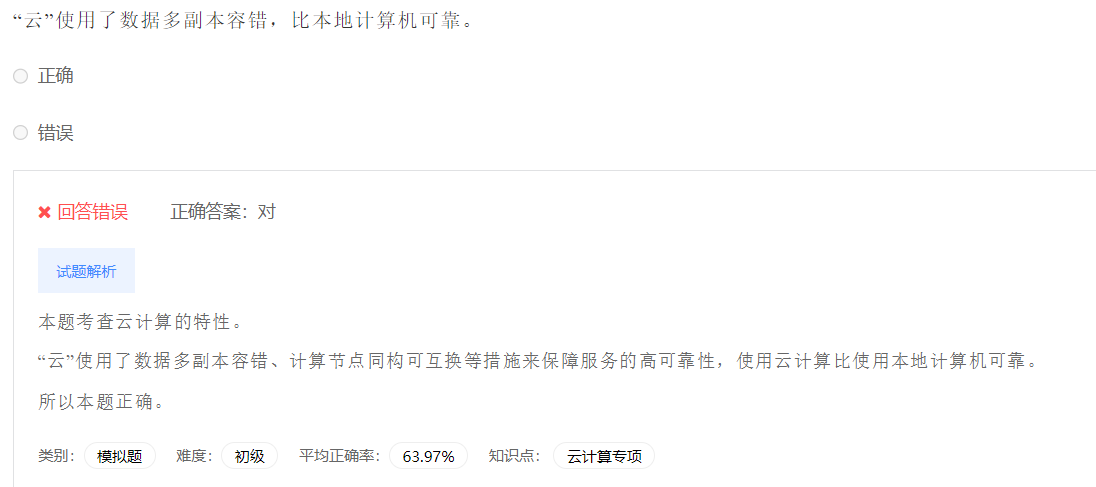 “云”使用了数据多副本容错，比本地计算机可靠。
正确
错误
回答错误 正确答案：对
试题解析
本题考查云计算的特性。
“云”使用了数据多副本容错、计算节点同构可互换等措施来保障服务的高可靠性，使用云计算比使用本地计算机可靠。
所以本题正确。
类别： 模拟题 难度： 初级 平均正确率： 63.97% 知识点： 云计算专项